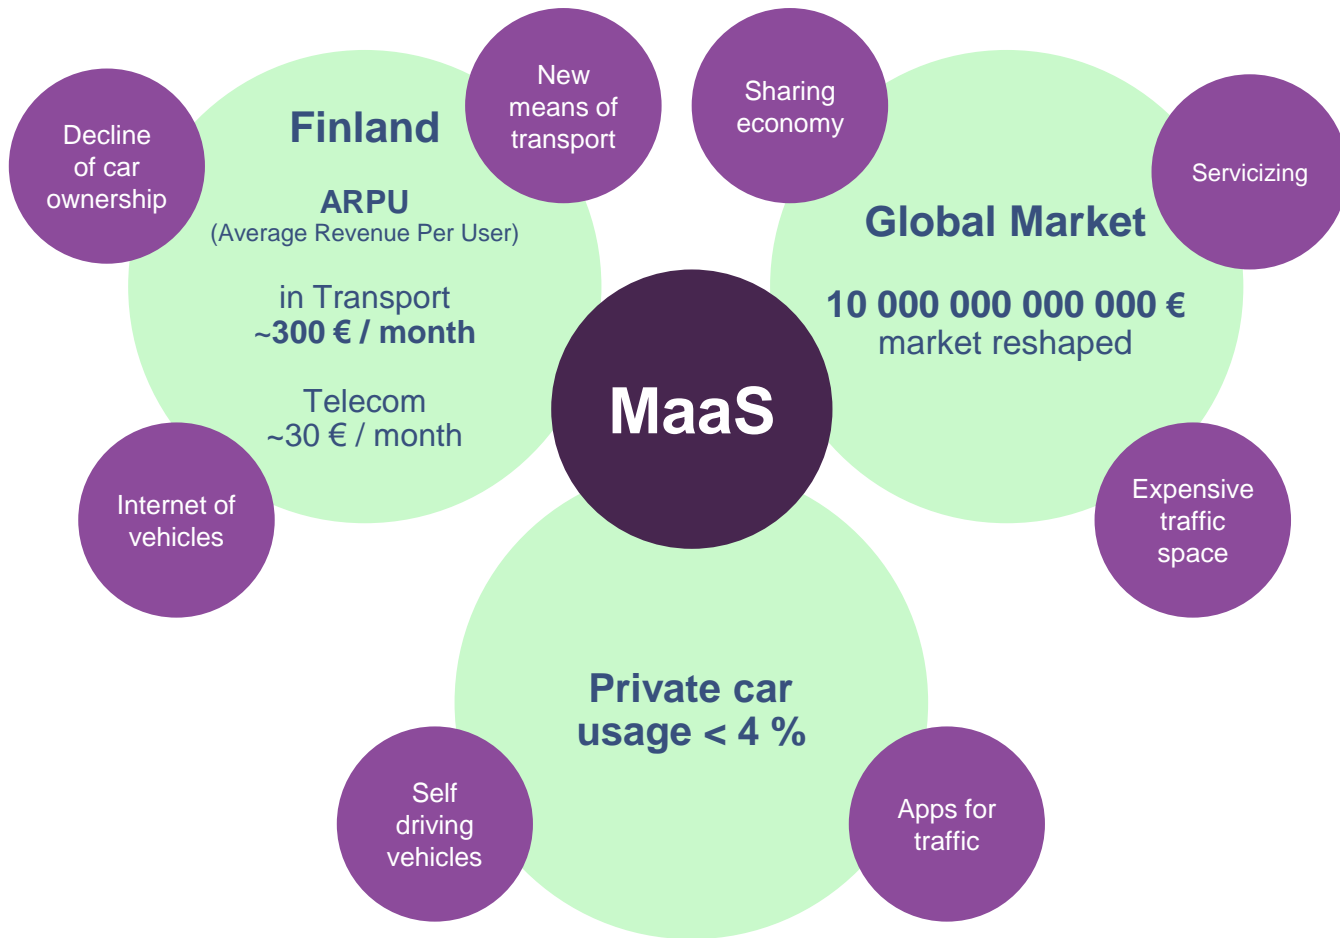 Decline
of car
ownership
Finland
ARPU
(Average Revenue Per User)
in Transport
~300 € / month
Telecom
~30 € / month
New
means of
transport
Internet of
vehicles
MaaS
Sharing
economy
Servicizing
Global Market
10 000 000 000 000 €
market reshaped
Expensive
traffic
space
Private car
usage < 4 %
Self
driving
vehicles
Apps for
traffic